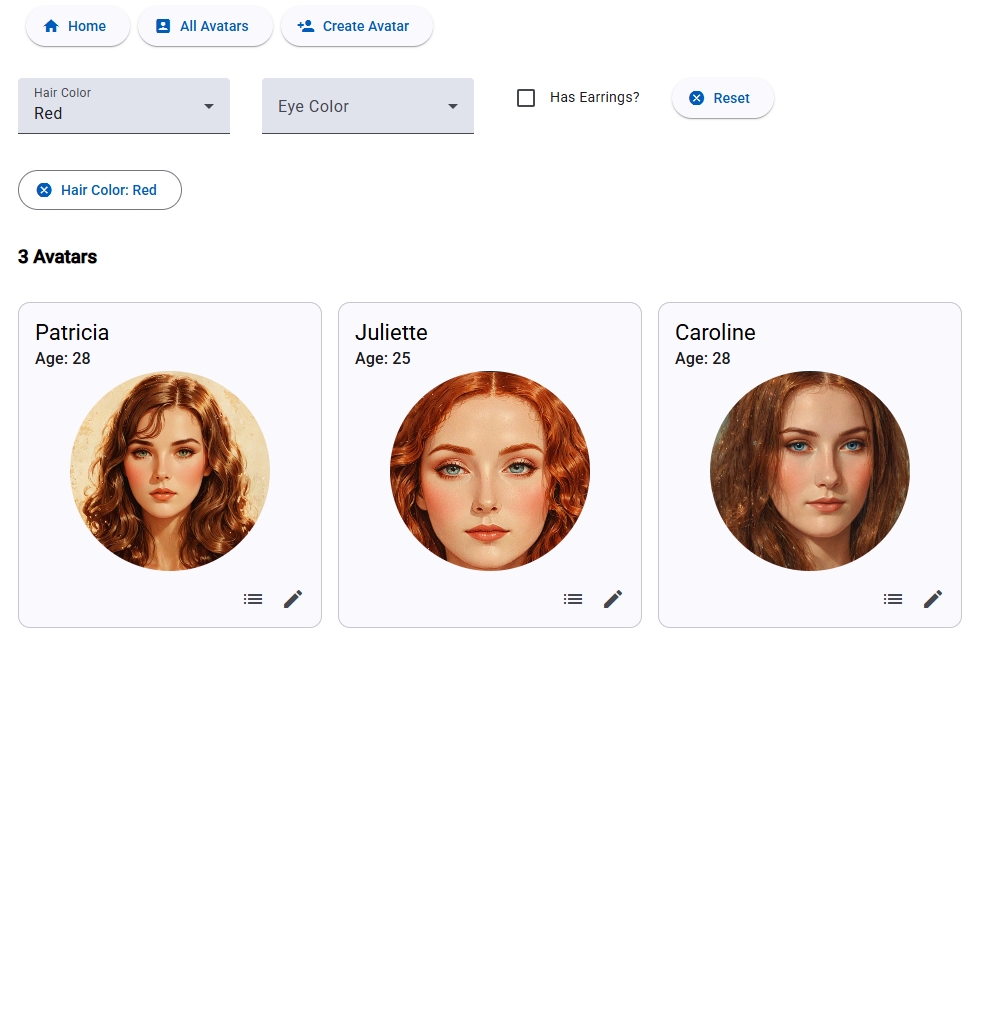 Home All Avatars Create Avatar
Hair Color
Red
Eye Color
Has Earrings?
Reset
Hair Color: Red
3 Avatars
Patricia
Age: 28
Juliette
Age: 25
Caroline
Age: 28